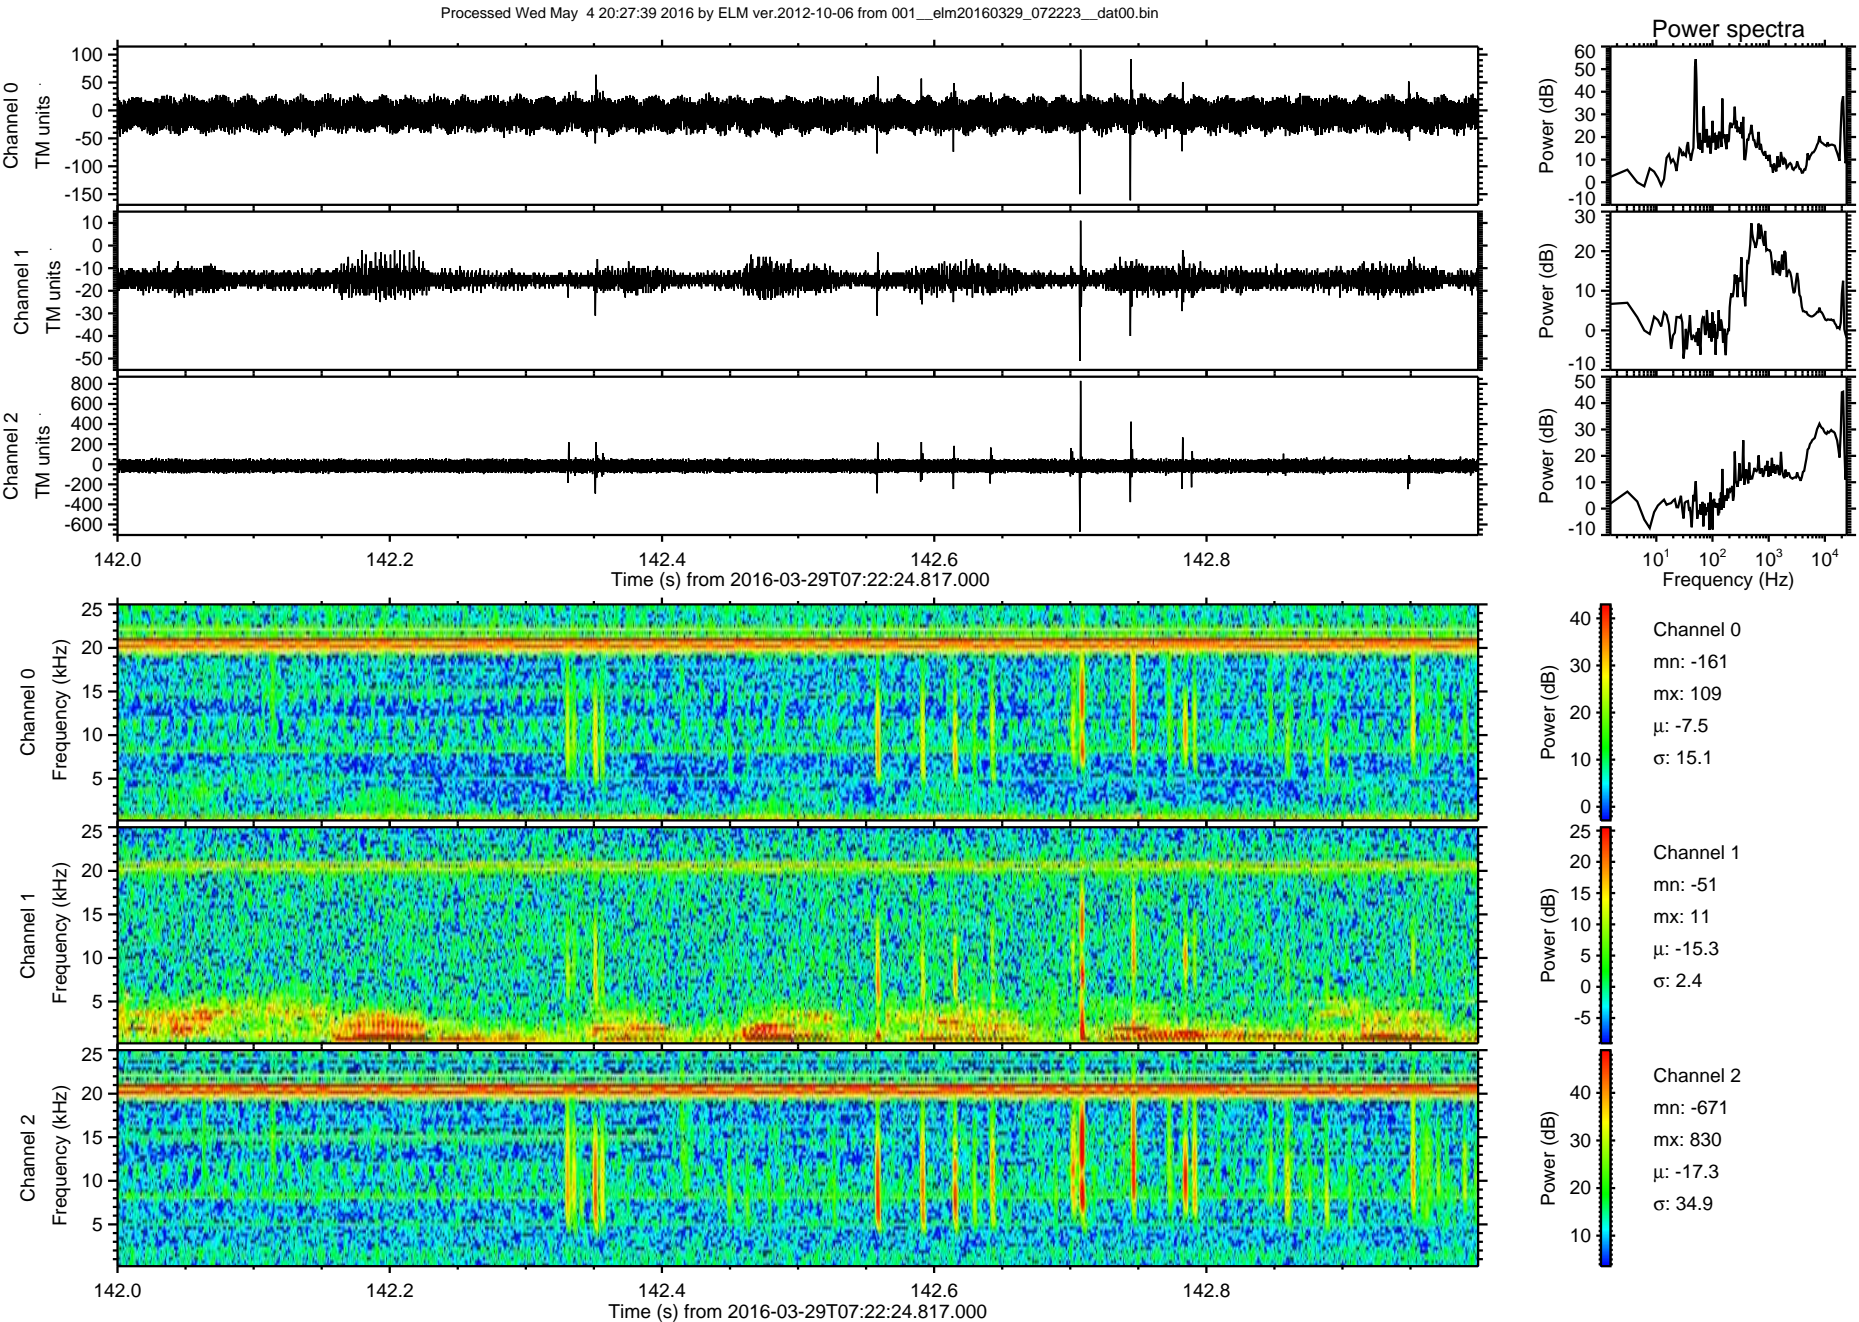 Processed Wed May  4 20:27:39 2016 by ELM ver.2012-10-06 from 001__elm20160329_072223__dat00.bin
Power spectra
Channel 0
TM units
100
50
0
-50
-100
-150
Power (dB)
60
50
40
30
20
10
0
-10
Channel 1
TM units
10
0
-10
-20
-30
-40
-50
Power (dB)
30
20
10
0
-10
Channel 2
TM units
800
600
400
200
0
-200
-400
-600
Power (dB)
50
40
30
20
10
0
-10
142.0 142.2 142.4 142.6 142.8
Time (s) from 2016-03-29T07:22:24.817.000
10^1 10^2 10^3 10^4
Frequency (Hz)
Channel 0
Frequency (kHz)
25
20
15
10
5
Power (dB)
40
30
20
10
0
Channel 0
mn: -161
mx: 109
μ: -7.5
σ: 15.1
Channel 1
Frequency (kHz)
25
20
15
10
5
Power (dB)
25
20
15
10
5
0
-5
Channel 1
mn: -51
mx: 11
μ: -15.3
σ: 2.4
Channel 2
Frequency (kHz)
25
20
15
10
5
Power (dB)
40
30
20
10
Channel 2
mn: -671
mx: 830
μ: -17.3
σ: 34.9
142.0 142.2 142.4 142.6 142.8
Time (s) from 2016-03-29T07:22:24.817.000